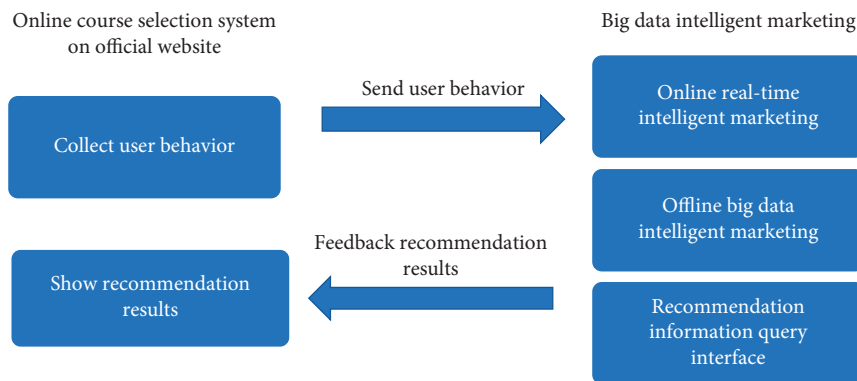 Online course selection system
on official website
Collect user behavior
Show recommendation
results
Send user behavior
Feedback recommendation
results
Big data intelligent marketing
Online real-time
intelligent marketing
Offline big data
intelligent marketing
Recommendation
information query
interface